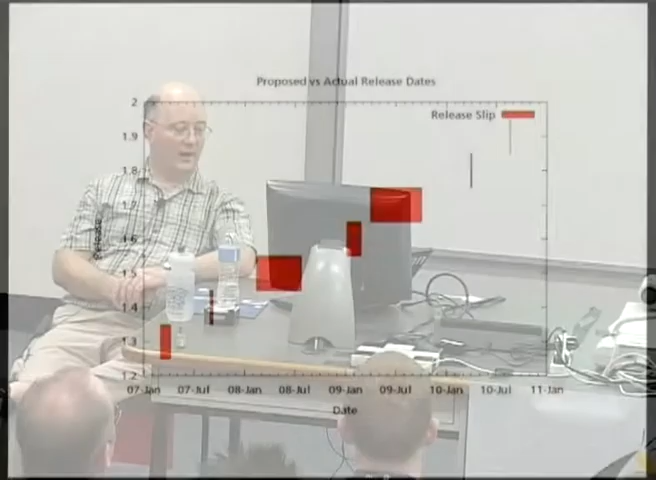 Proposed vs Actual Release Dates
Release Slip
2
1.9
1.8
1.7
1.6
1.5
1.4
1.3
1.2
Release
07-Jan 07-Jul 08-Jan 08-Jul 09-Jan 09-Jul 10-Jan 10-Jul 11-Jan
Date